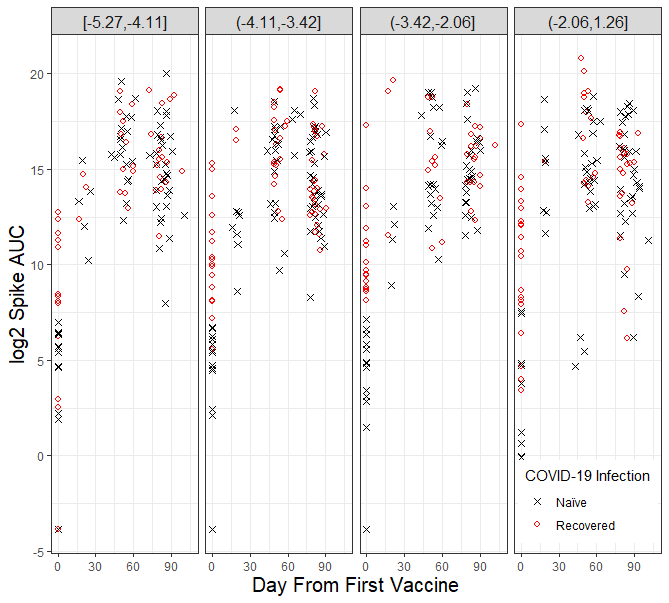 [-5.27,-4.11] (-4.11,-3.42] (-3.42,-2.06] (-2.06,1.26]
log2 Spike AUC
20
15
10
5
0
-5
0 30 60 90 0 30 60 90 0 30 60 90 0 30 60 90
Day From First Vaccine
COVID-19 Infection
Naïve
Recovered